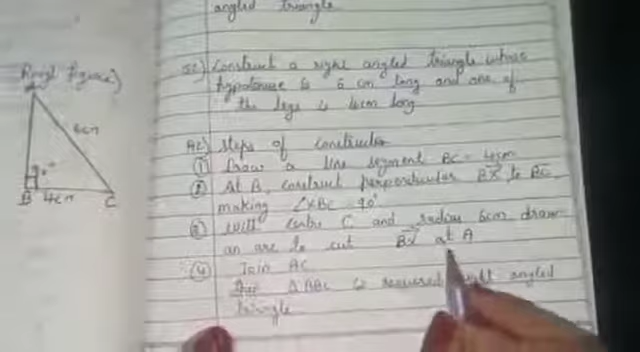 angled triangle
Q2) Construct a right angled triangle whose
hypotenuse is 6 cm long and one of
the legs is 4cm long
Rough figure)
A
6cm
90°
B 4cm C
A2) Steps of construction
① Draw a line segment BC = 4cm
② At B, construct perpendicular BX to BC
making ∠XBC = 90°
③ With centre C and radius 6cm draw
an arc to cut BX at A
④ Join AC
ΔABC is required right angled
triangle